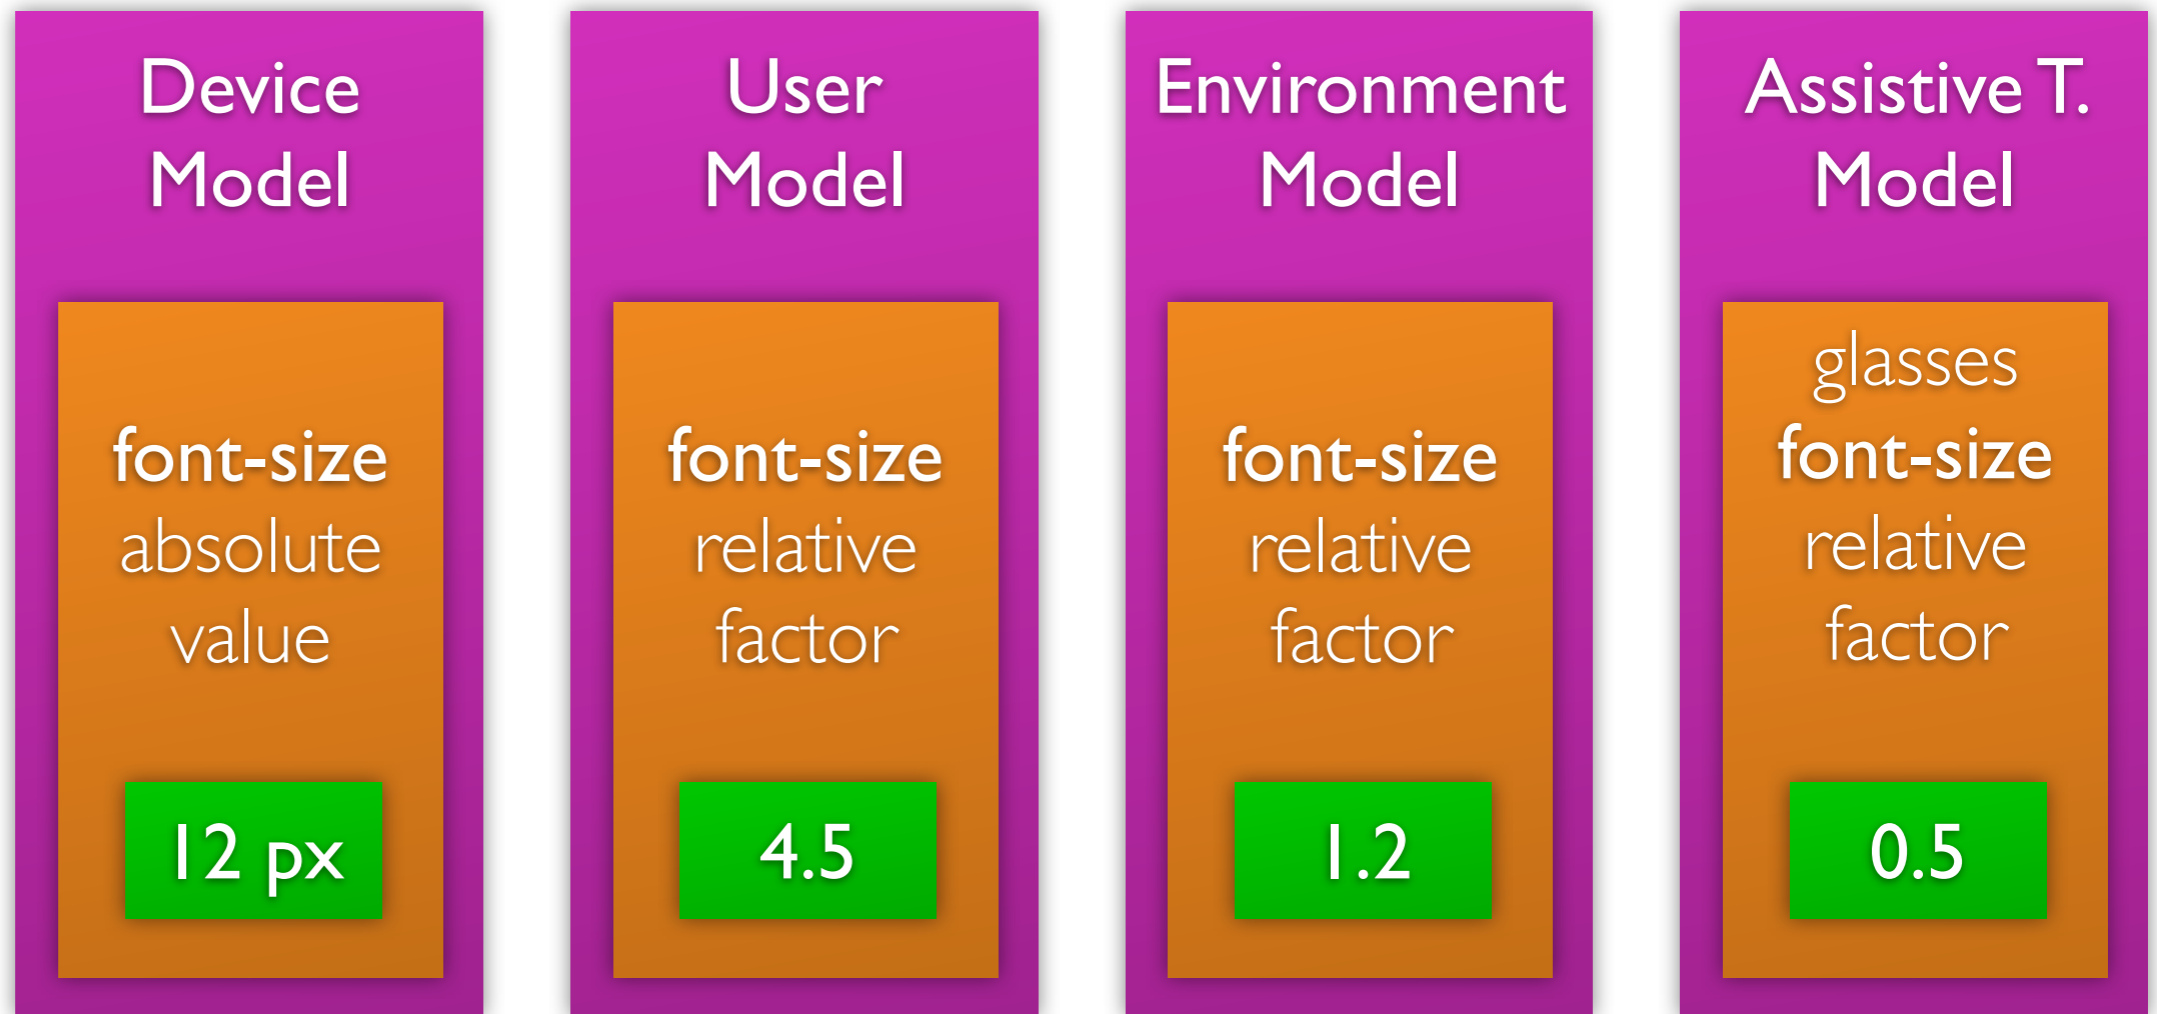 Device
Model
font-size
absolute
value
12 px
User
Model
font-size
relative
factor
4.5
Environment
Model
font-size
relative
factor
1.2
Assistive T.
Model
glasses
font-size
relative
factor
0.5